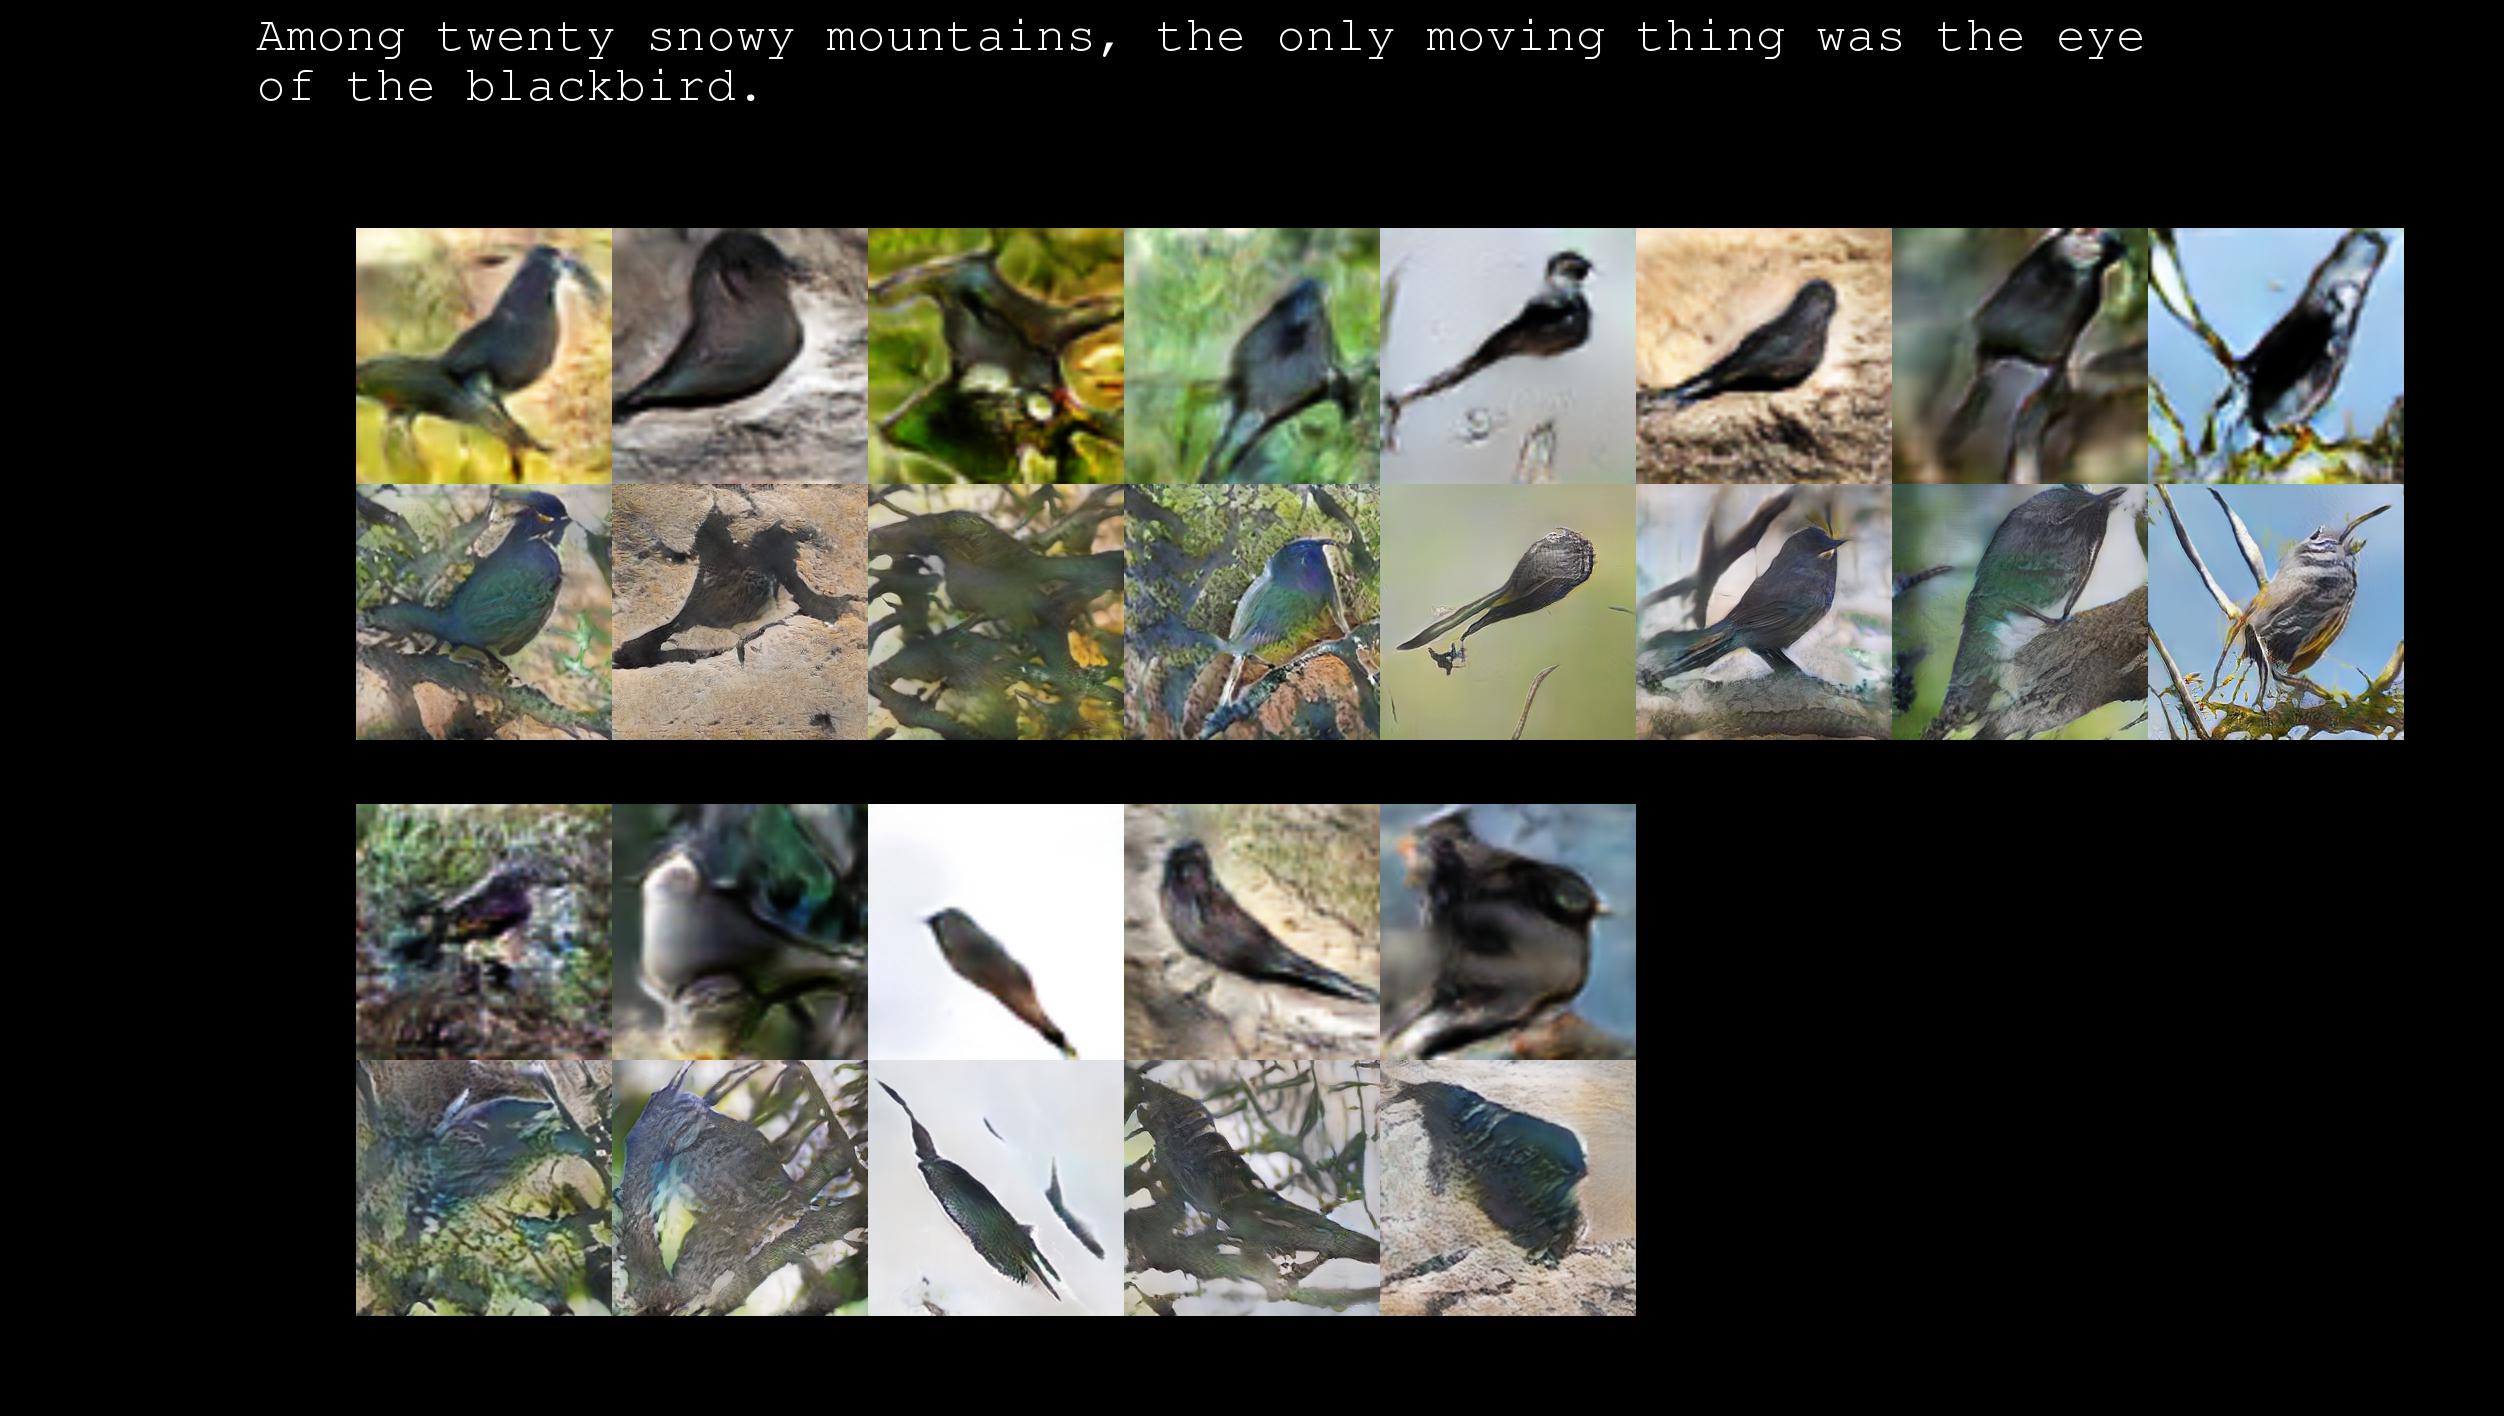 Among twenty snowy mountains, the only moving thing was the eye
of the blackbird.